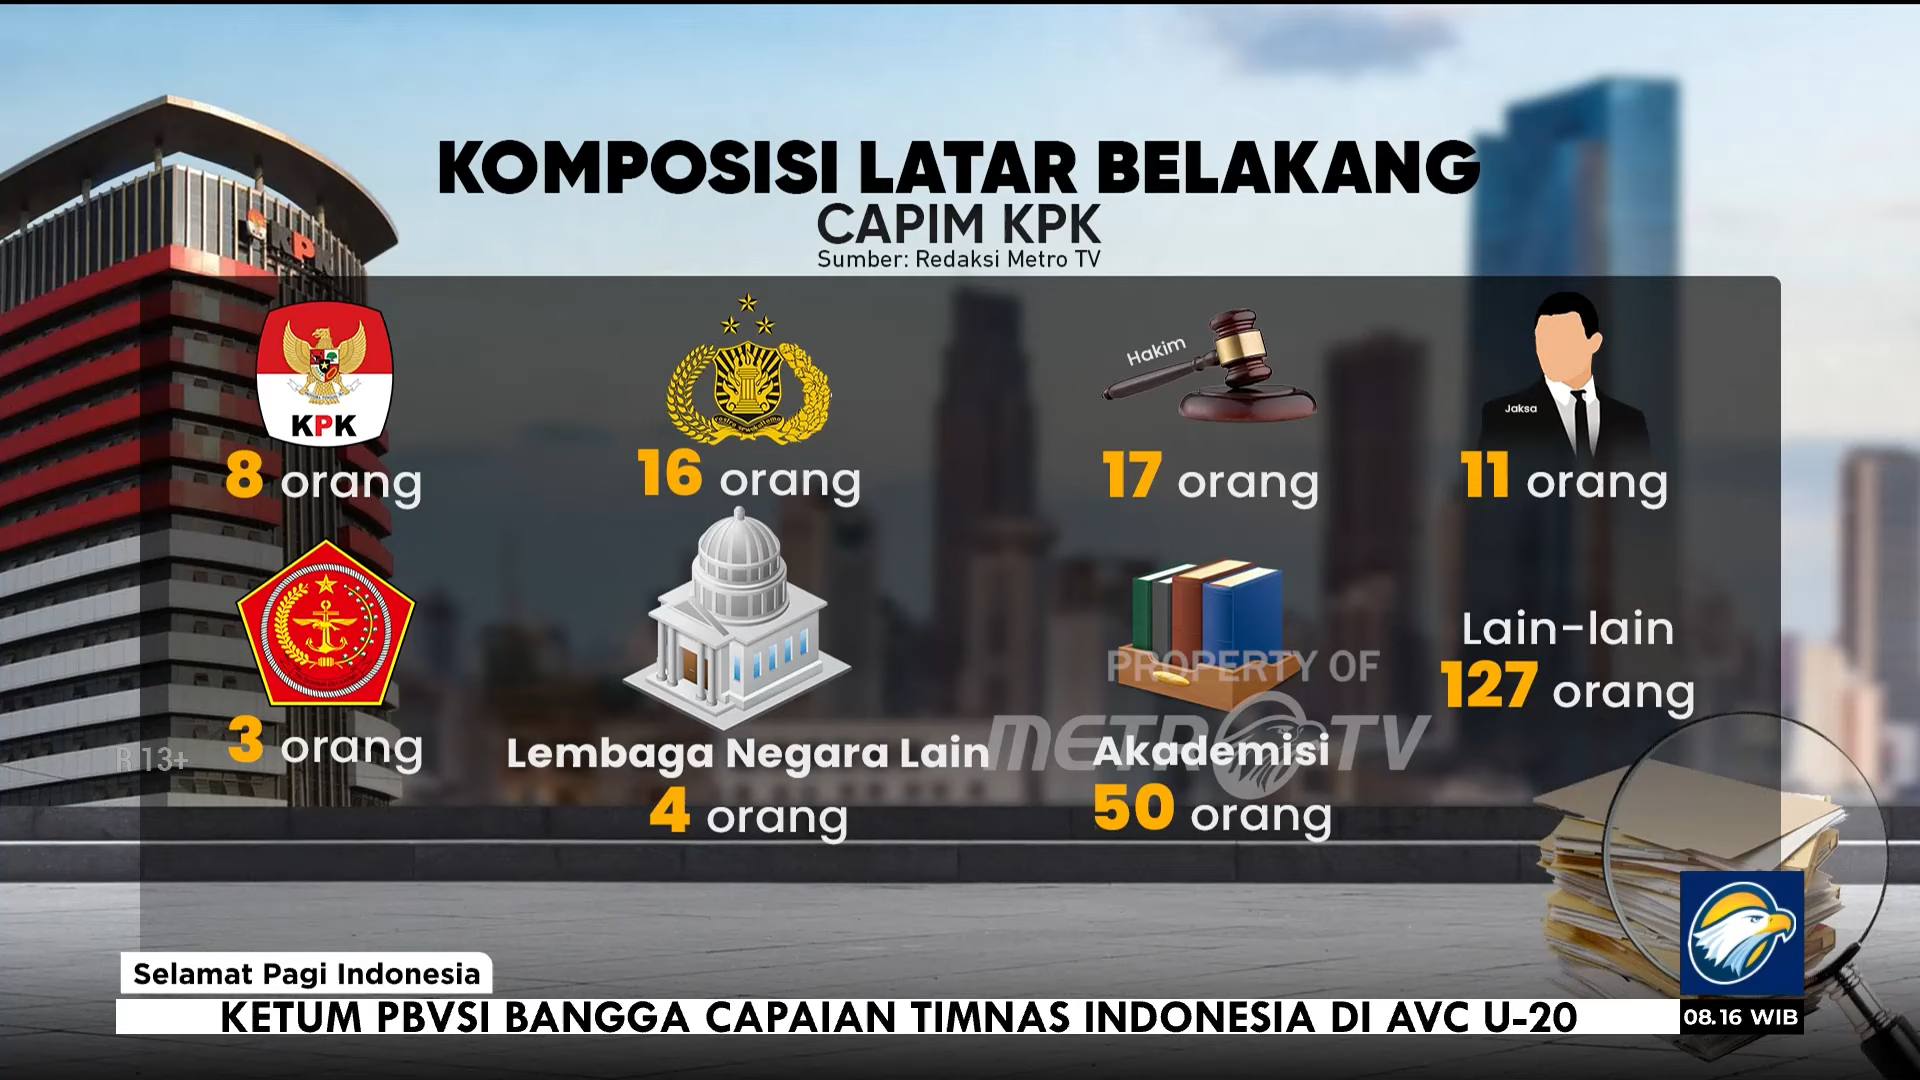 KOMPOSISI LATAR BELAKANG
CAPIM KPK
Sumber: Redaksi Metro TV
KPK
KPK
8 orang
16 orang
Hakim
17 orang
Jaksa
11 orang
3 orang
Lembaga Negara Lain
4 orang
Akademisi
50 orang
Lain-lain
127 orang
PROPERTY OF
METRO TV
R 13+
Selamat Pagi Indonesia
KETUM PBVSI BANGGA CAPAIAN TIMNAS INDONESIA DI AVC U-20
08.16 WIB